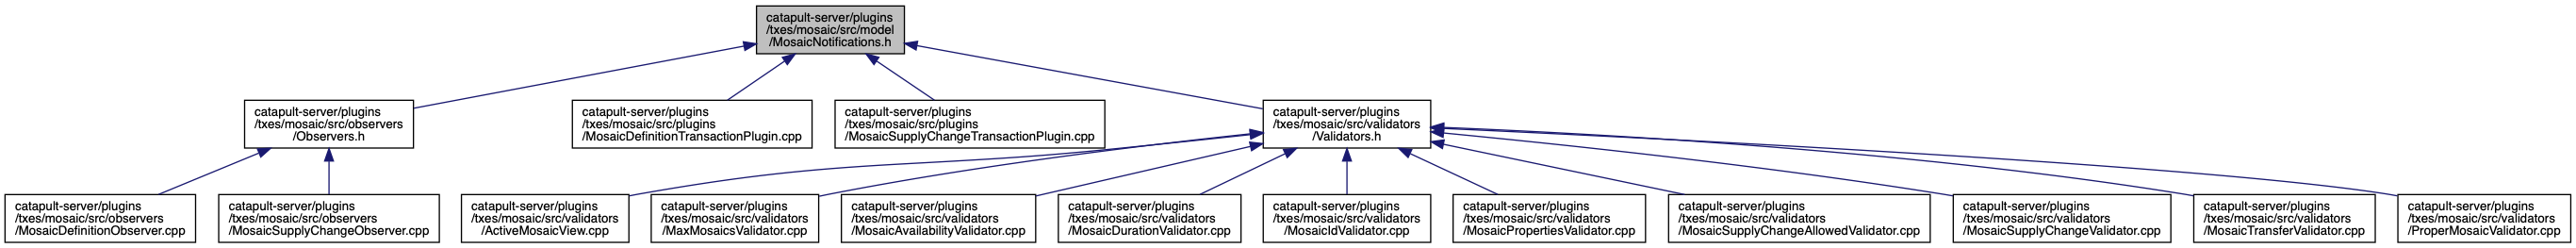 catapult-server/plugins
/txes/mosaic/src/model
/MosaicNotifications.h
catapult-server/plugins
/txes/mosaic/src/observers
/Observers.h
catapult-server/plugins
/txes/mosaic/src/plugins
/MosaicDefinitionTransactionPlugin.cpp
catapult-server/plugins
/txes/mosaic/src/plugins
/MosaicSupplyChangeTransactionPlugin.cpp
catapult-server/plugins
/txes/mosaic/src/validators
/Validators.h
catapult-server/plugins
/txes/mosaic/src/observers
/MosaicDefinitionObserver.cpp
catapult-server/plugins
/txes/mosaic/src/observers
/MosaicSupplyChangeObserver.cpp
catapult-server/plugins
/txes/mosaic/src/validators
/ActiveMosaicView.cpp
catapult-server/plugins
/txes/mosaic/src/validators
/MaxMosaicsValidator.cpp
catapult-server/plugins
/txes/mosaic/src/validators
/MosaicAvailabilityValidator.cpp
catapult-server/plugins
/txes/mosaic/src/validators
/MosaicDurationValidator.cpp
catapult-server/plugins
/txes/mosaic/src/validators
/MosaicIdValidator.cpp
catapult-server/plugins
/txes/mosaic/src/validators
/MosaicPropertiesValidator.cpp
catapult-server/plugins
/txes/mosaic/src/validators
/MosaicSupplyChangeAllowedValidator.cpp
catapult-server/plugins
/txes/mosaic/src/validators
/MosaicSupplyChangeValidator.cpp
catapult-server/plugins
/txes/mosaic/src/validators
/MosaicTransferValidator.cpp
catapult-server/plugins
/txes/mosaic/src/validators
/ProperMosaicValidator.cpp